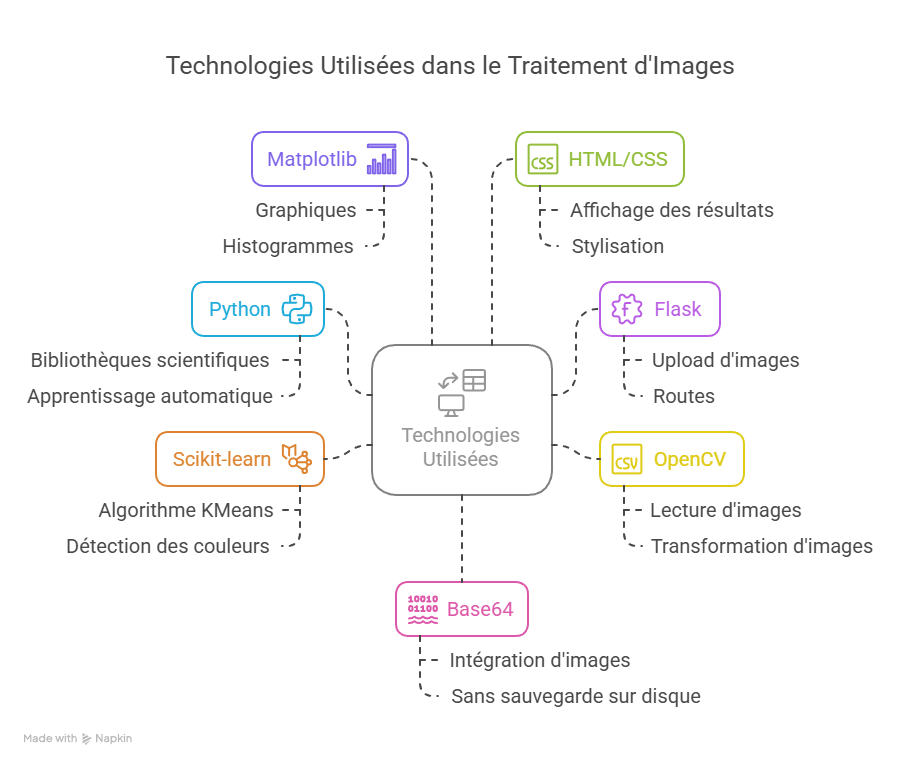 Technologies Utilisées dans le Traitement d'Images
Matplotlib
Graphiques
Histogrammes
CSS
HTML/CSS
Affichage des résultats
Stylisation
Python
Bibliothèques scientifiques
Apprentissage automatique
f
Flask
Upload d'images
Routes
Technologies
Utilisées
Scikit-learn
Algorithme KMeans
Détection des couleurs
CSV
OpenCV
Lecture d'images
Transformation d'images
10010
01100
Base64
Intégration d'images
Sans sauvegarde sur disque
Made with Napkin